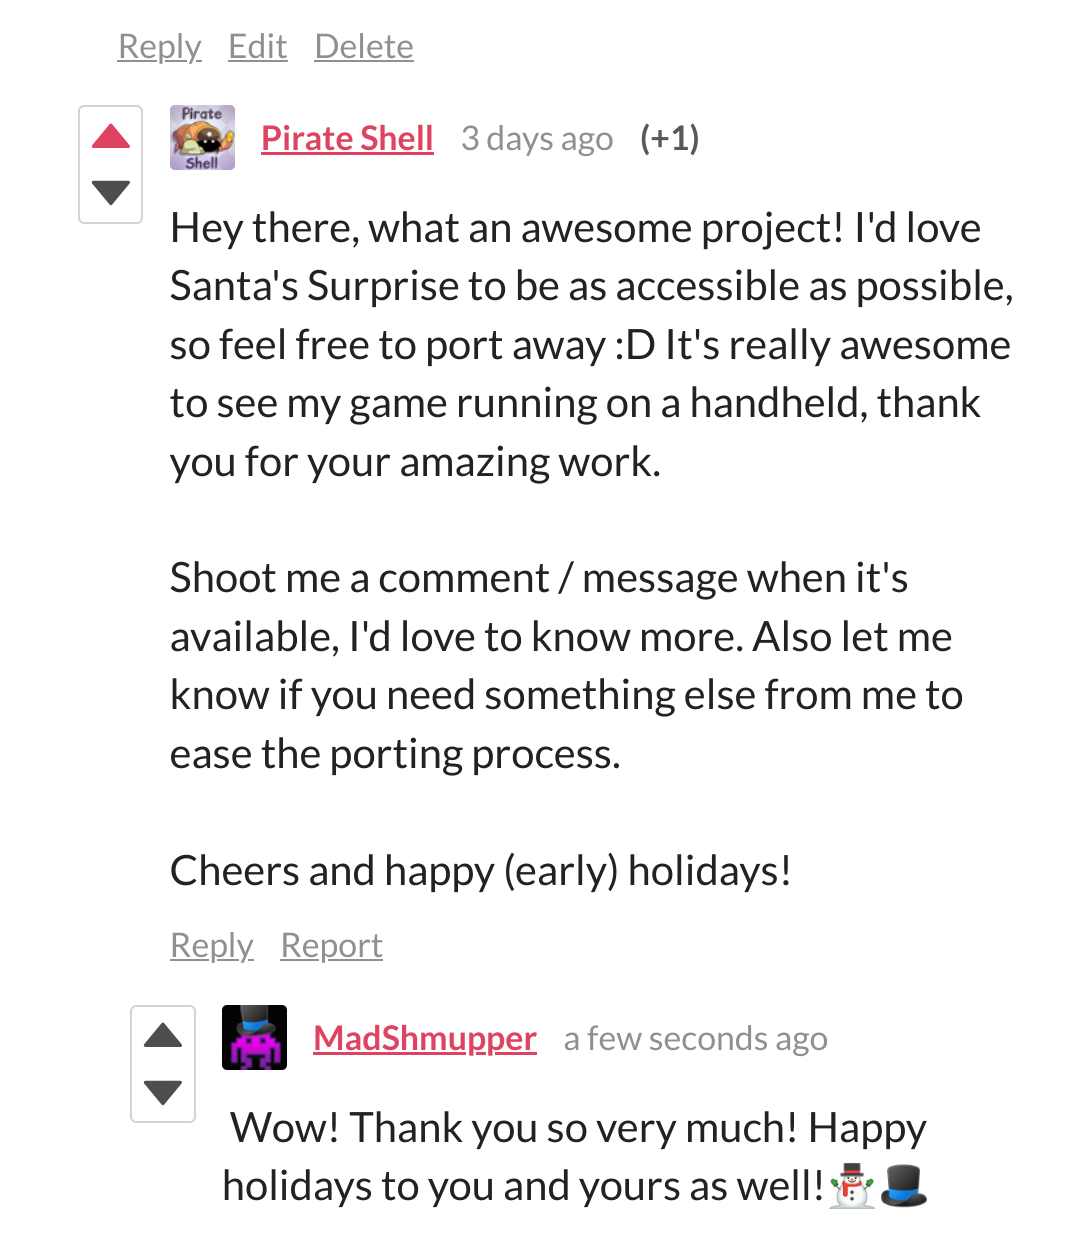 Reply Edit Delete
Pirate
Shell
Pirate Shell 3 days ago (+1)
Hey there, what an awesome project! I'd love
Santa's Surprise to be as accessible as possible,
so feel free to port away :D It's really awesome
to see my game running on a handheld, thank
you for your amazing work.
Shoot me a comment / message when it's
available, I'd love to know more. Also let me
know if you need something else from me to
ease the porting process.
Cheers and happy (early) holidays!
Reply Report
MadShmupper a few seconds ago
Wow! Thank you so very much! Happy
holidays to you and yours as well!⛄🎩